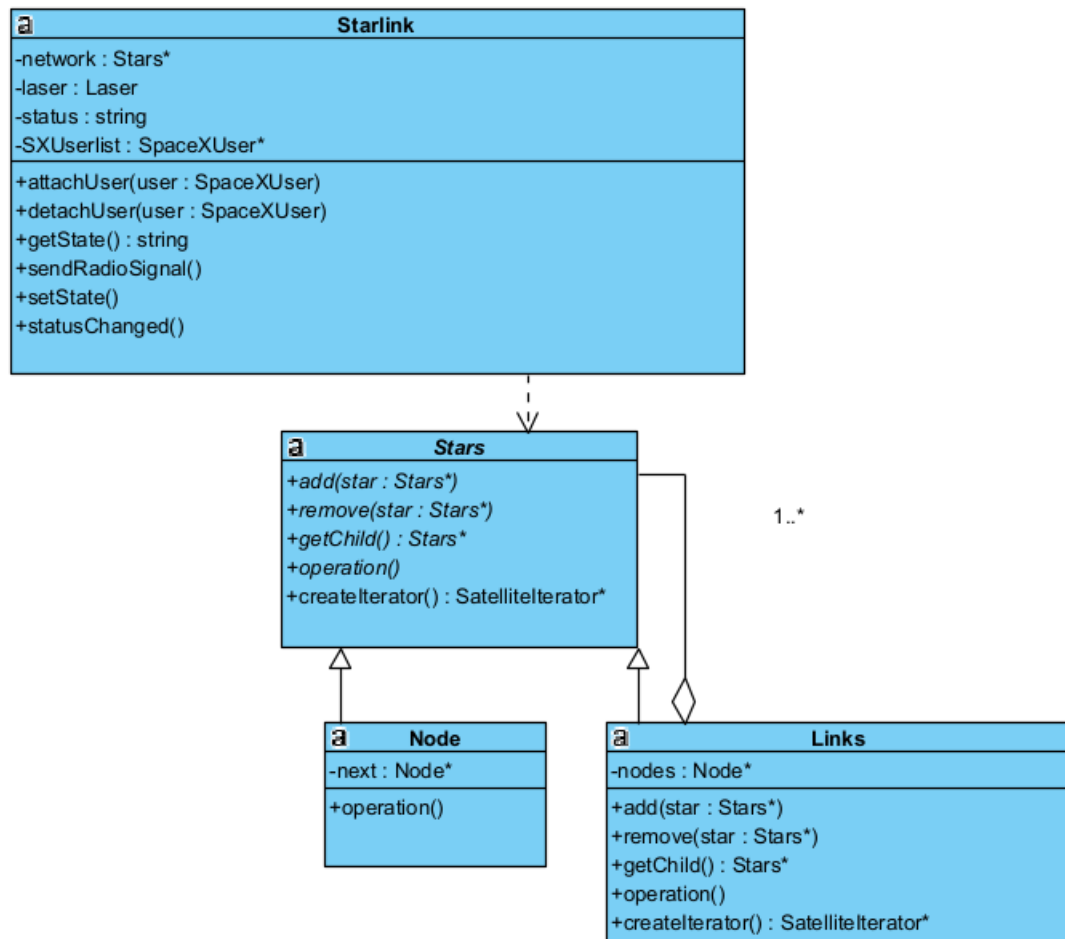 a
Starlink
-network : Stars*
-laser : Laser
-status : string
-SXUserlist : SpaceXUser*
+attachUser(user : SpaceXUser)
+detachUser(user : SpaceXUser)
+getState() : string
+sendRadioSignal()
+setState()
+statusChanged()
a
Stars
+add(star : Stars*)
+remove(star : Stars*)
+getChild() : Stars*
+operation()
+createIterator() : SatelliteIterator*
1..*
a
Node
-next : Node*
+operation()
a
Links
-nodes : Node*
+add(star : Stars*)
+remove(star : Stars*)
+getChild() : Stars*
+operation()
+createIterator() : SatelliteIterator*